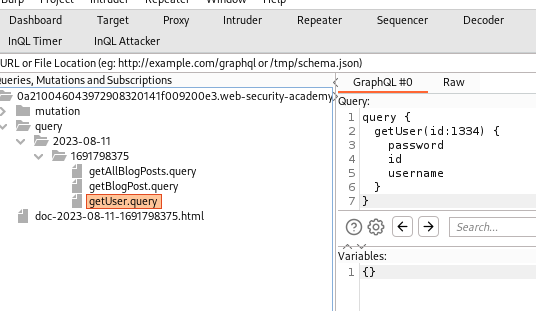 Burp Project Intruder Repeater Window Help
Dashboard Target Proxy Intruder Repeater Sequencer Decoder
InQL Timer InQL Attacker
URL or File Location (eg: http://example.com/graphql or /tmp/schema.json)
ueries, Mutations and Subscriptions
0a210046043972908320141f009200e3.web-security-academy
mutation
query
2023-08-11
1691798375
getAllBlogPosts.query
getBlogPost.query
getUser.query
doc-2023-08-11-1691798375.html
GraphQL #0 Raw
Query:
1 query {
2 getUser(id:1334) {
3 password
4 id
5 username
6 }
7 }
Search...
Variables:
1 {}